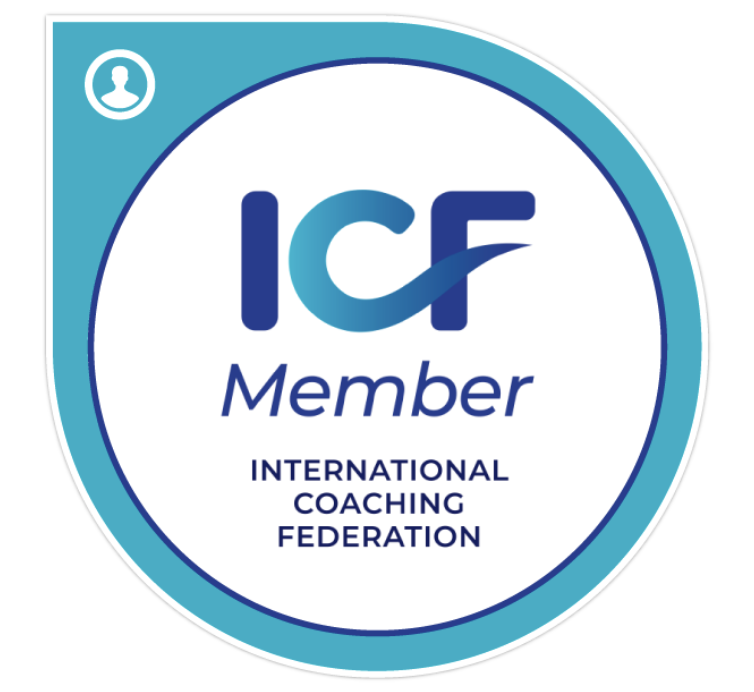 ICF
Member
INTERNATIONAL
COACHING
FEDERATION